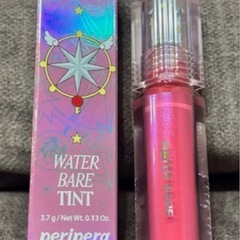 WATER
BARE
TINT
3.7 g / Net Wt. 0.13 Oz.
peripera